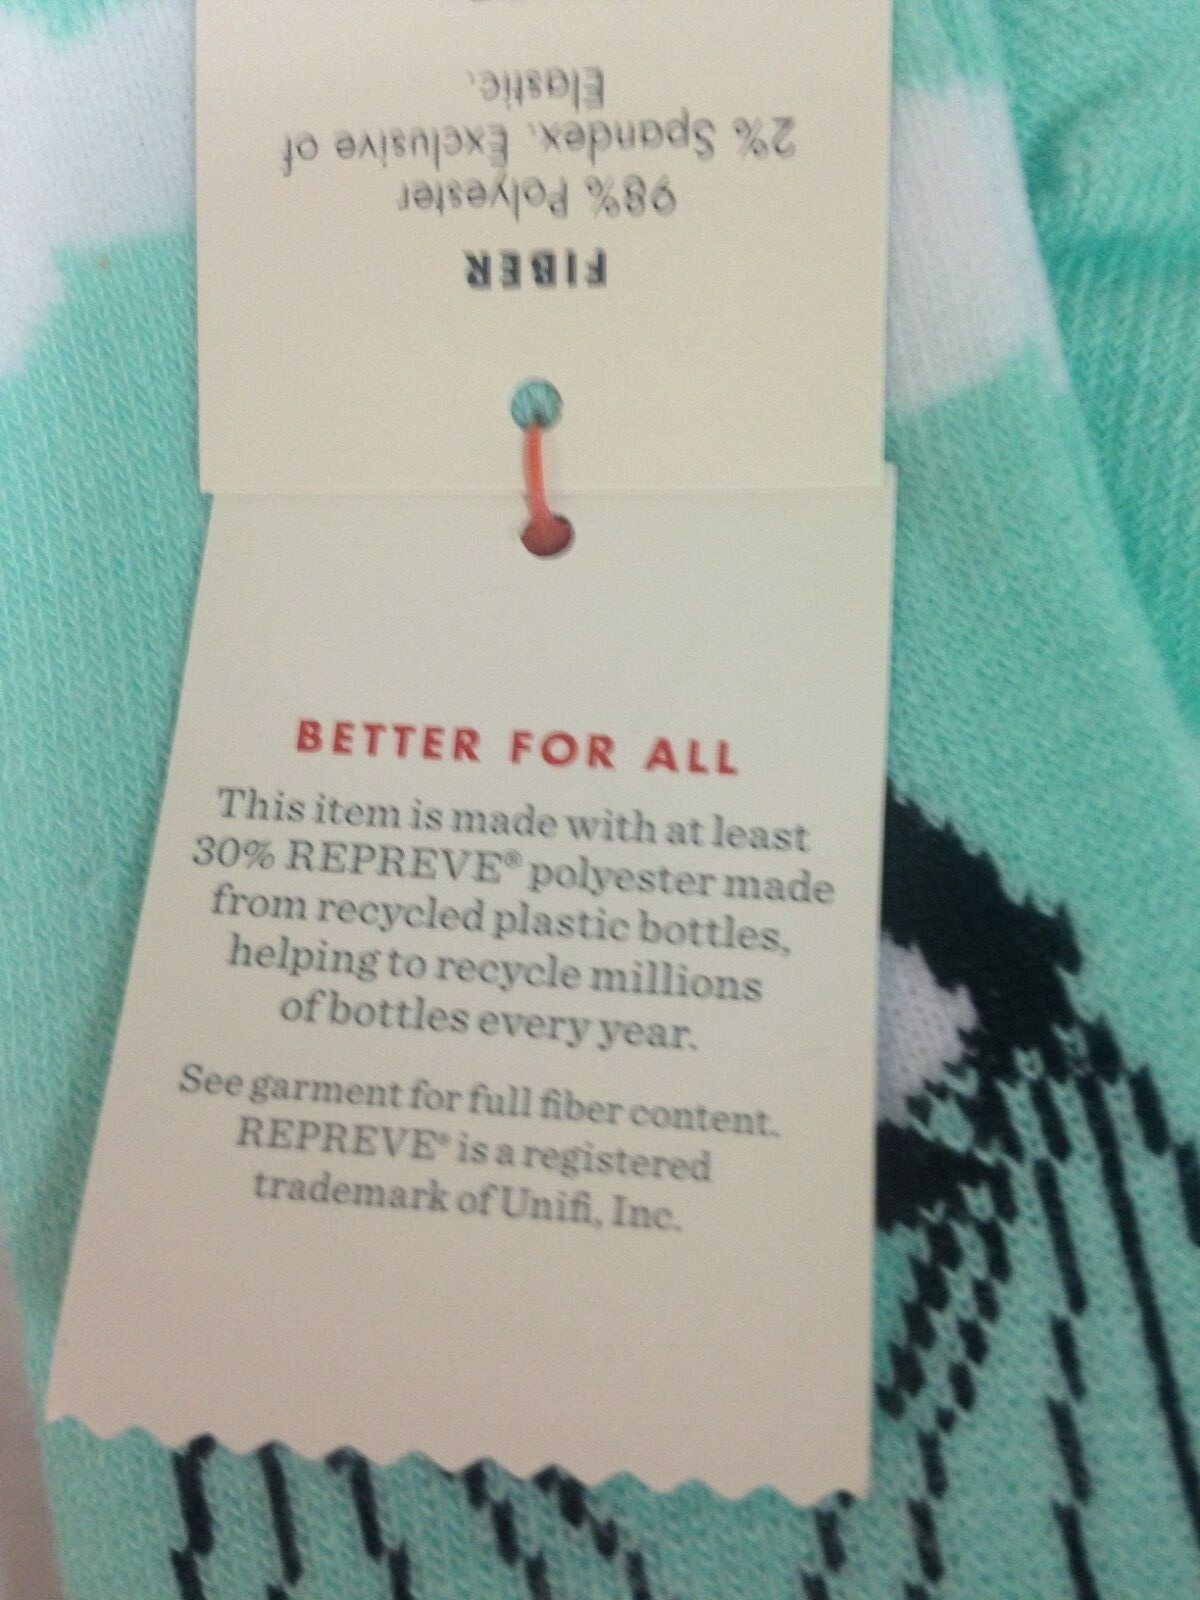 FIBER
98% Polyester
2% Spandex. Exclusive of
Elastic.
BETTER FOR ALL
This item is made with at least
30% REPREVE® polyester made
from recycled plastic bottles,
helping to recycle millions
of bottles every year.
See garment for full fiber content.
REPREVE® is a registered
trademark of Unifi, Inc.